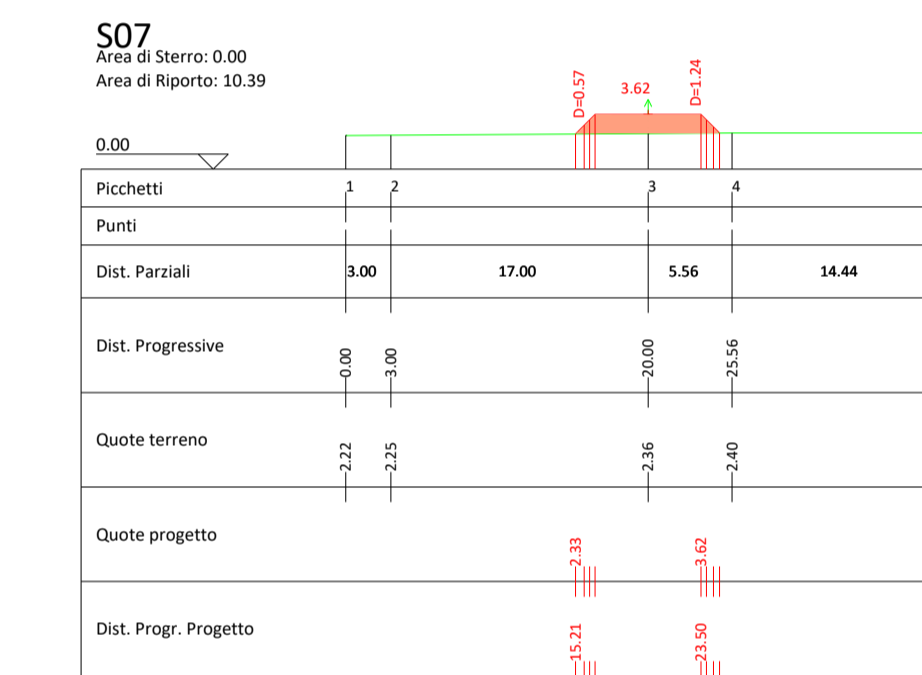 S07
Area di Sterro: 0.00
Area di Riporto: 10.39
D=0.57
3.62
D=1.24
0.00
Picchetti 1 2 3 4
Punti
Dist. Parziali 3.00 17.00 5.56 14.44
Dist. Progressive 0.00 3.00 20.00 25.56
Quote terreno 2.22 2.25 2.36 2.40
Quote progetto 2.33 3.62
Dist. Progr. Progetto 15.21 23.50